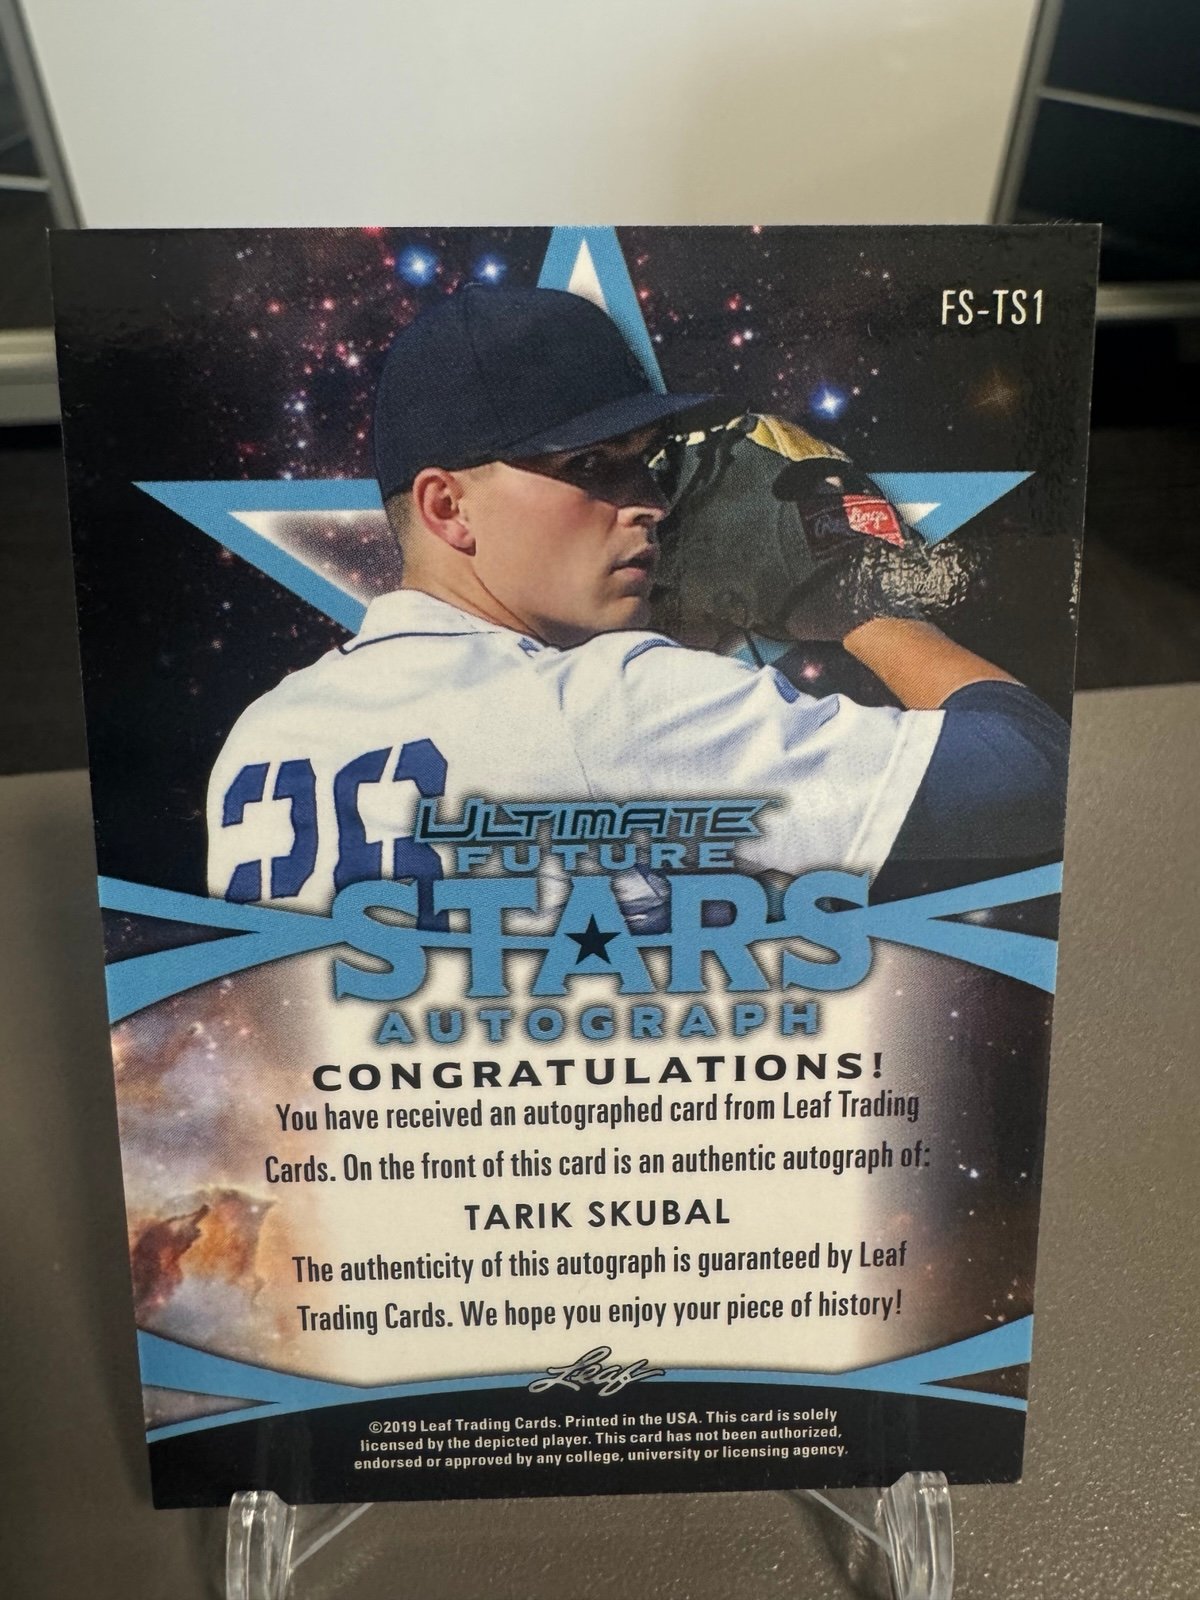 FS-TS1
Rawlings
26
ULTIMATE
FUTURE
STARS
AUTOGRAPH
CONGRATULATIONS!
You have received an autographed card from Leaf Trading
Cards. On the front of this card is an authentic autograph of:
TARIK SKUBAL
The authenticity of this autograph is guaranteed by Leaf
Trading Cards. We hope you enjoy your piece of history!
Leaf
©2019 Leaf Trading Cards. Printed in the USA. This card is solely
licensed by the depicted player. This card has not been authorized,
endorsed or approved by any college, university or licensing agency.